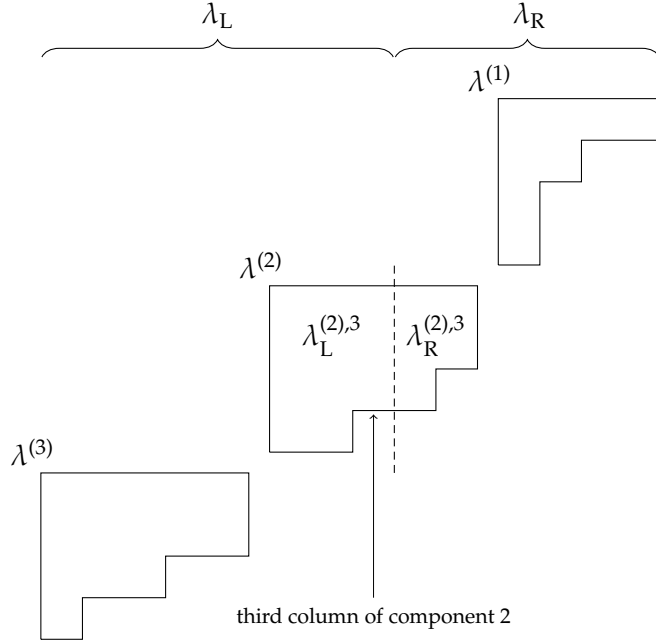 λ_L λ_R
λ^(1)
λ^(2)
λ_L^(2),3 λ_R^(2),3
λ^(3)
third column of component 2